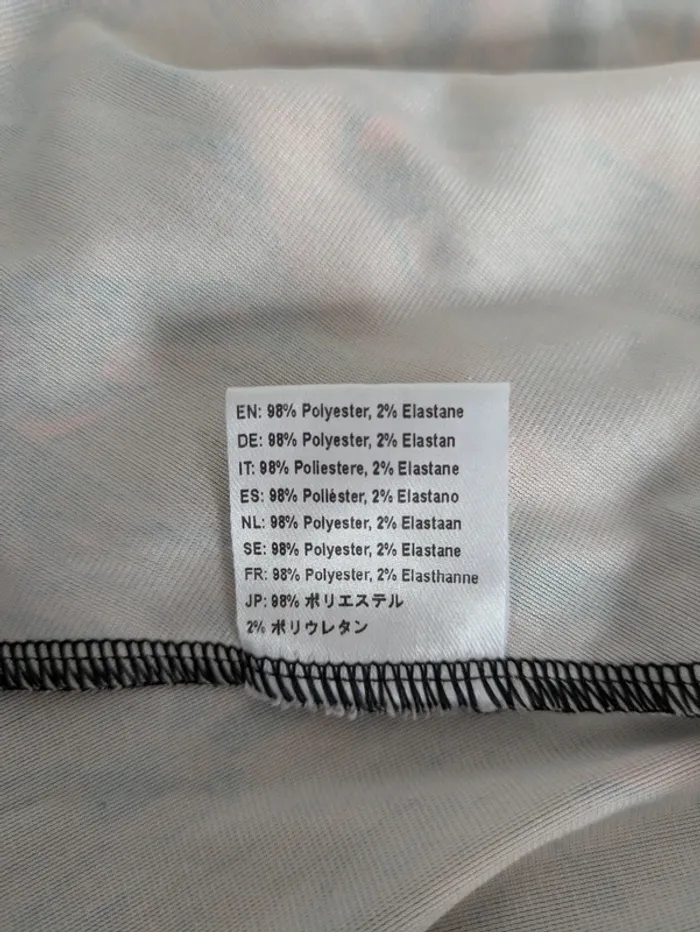 EN: 98% Polyester, 2% Elastane
DE: 98% Polyester, 2% Elastan
IT: 98% Poliestere, 2% Elastane
ES: 98% Poliéster, 2% Elastano
NL: 98% Polyester, 2% Elastaan
SE: 98% Polyester, 2% Elastane
FR: 98% Polyester, 2% Elasthanne
JP: 98% ポリエステル
2% ポリウレタン